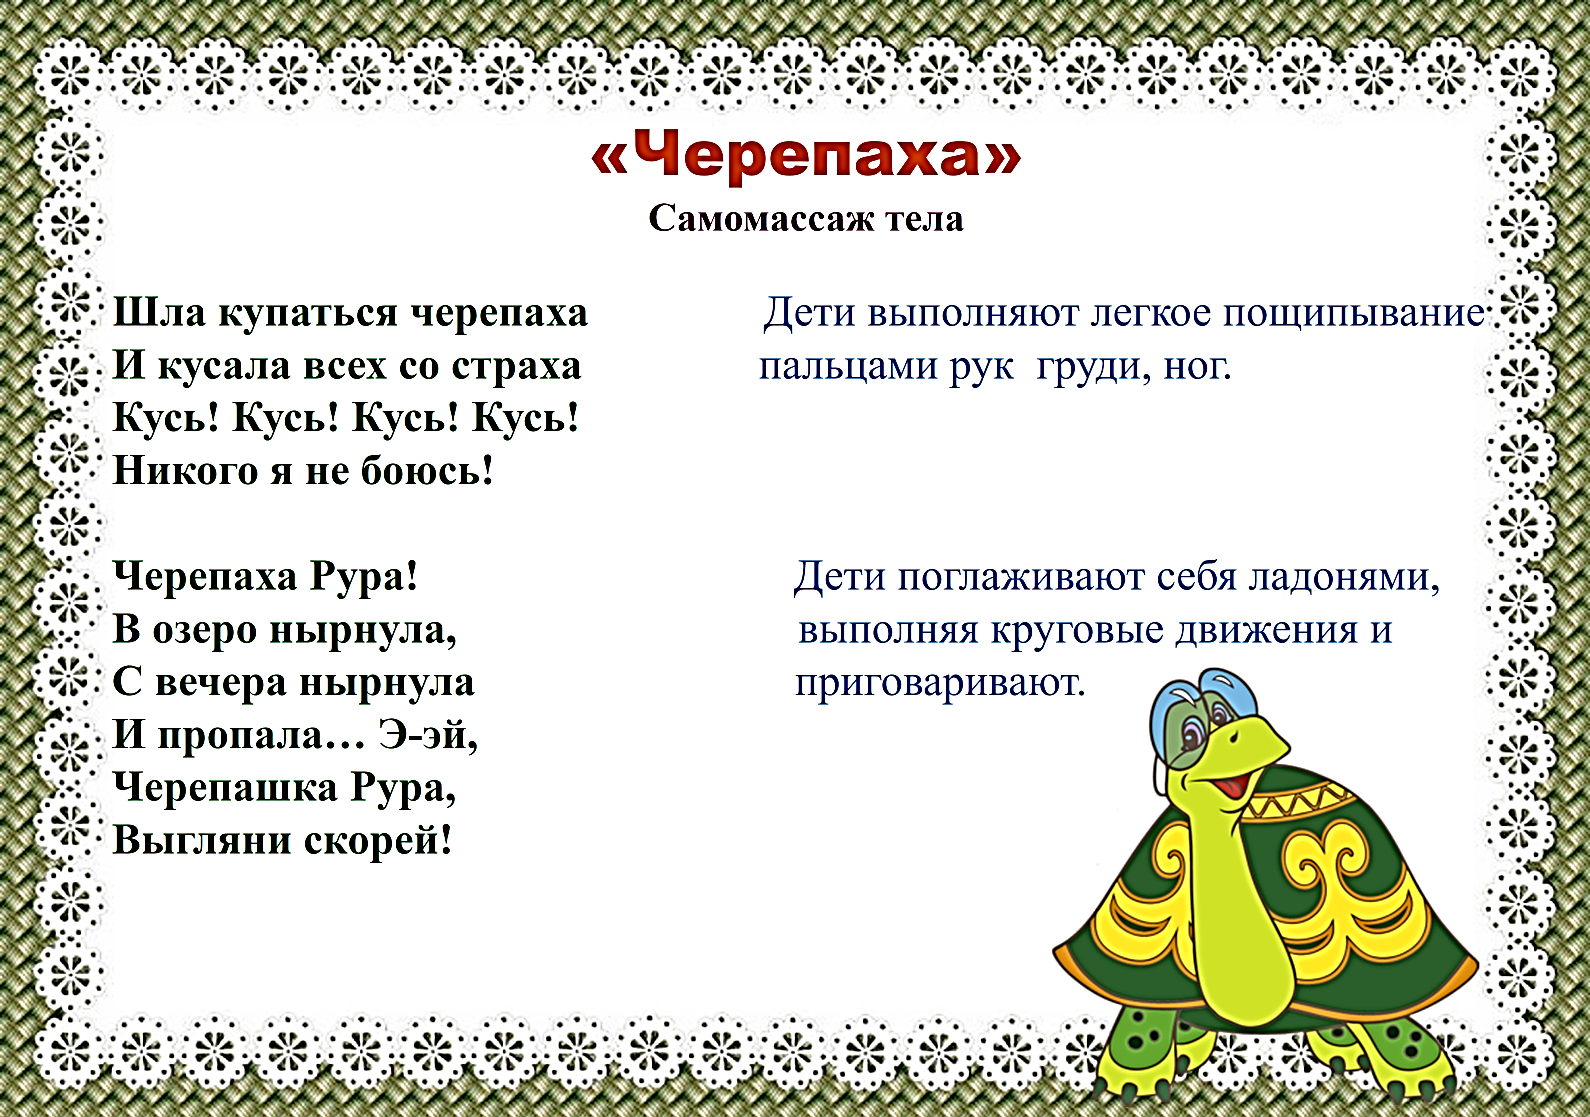 «Черепаха»
Самомассаж тела
Шла купаться черепаха
И кусала всех со страха
Кусь! Кусь! Кусь! Кусь!
Никого я не боюсь!
Дети выполняют легкое пощипывание
пальцами рук груди, ног.
Черепаха Рура!
В озеро нырнула,
С вечера нырнула
И пропала… Э-эй,
Черепашка Рура,
Выгляни скорей!
Дети поглаживают себя ладонями,
выполняя круговые движения и
приговаривают.